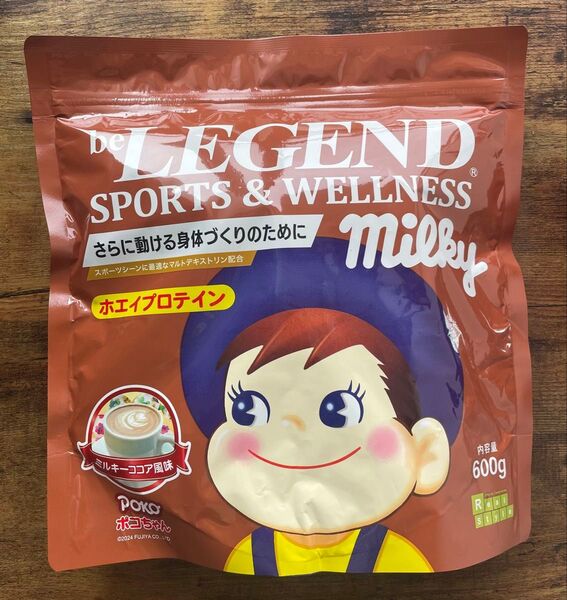 be LEGEND®
SPORTS & WELLNESS
さらに動ける身体づくりのために
スポーツシーンに最適なマルトデキストリン配合
milky
ホエイプロテイン
ミルキーココア風味
POKO
ポコちゃん
©2024 FUJIYA CO., LTD.
内容量
600g
Real
Style